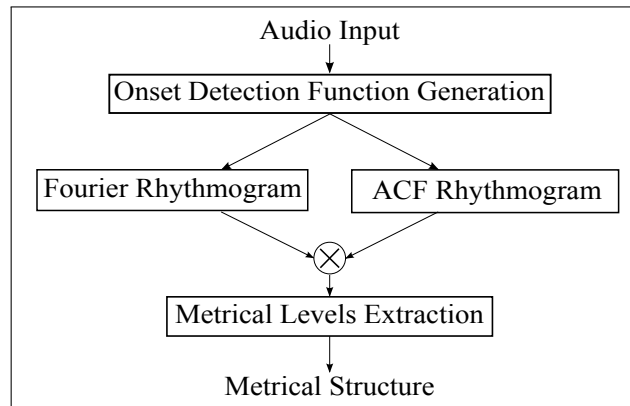 Audio Input
Onset Detection Function Generation
Fourier Rhythmogram
ACF Rhythmogram
Metrical Levels Extraction
Metrical Structure